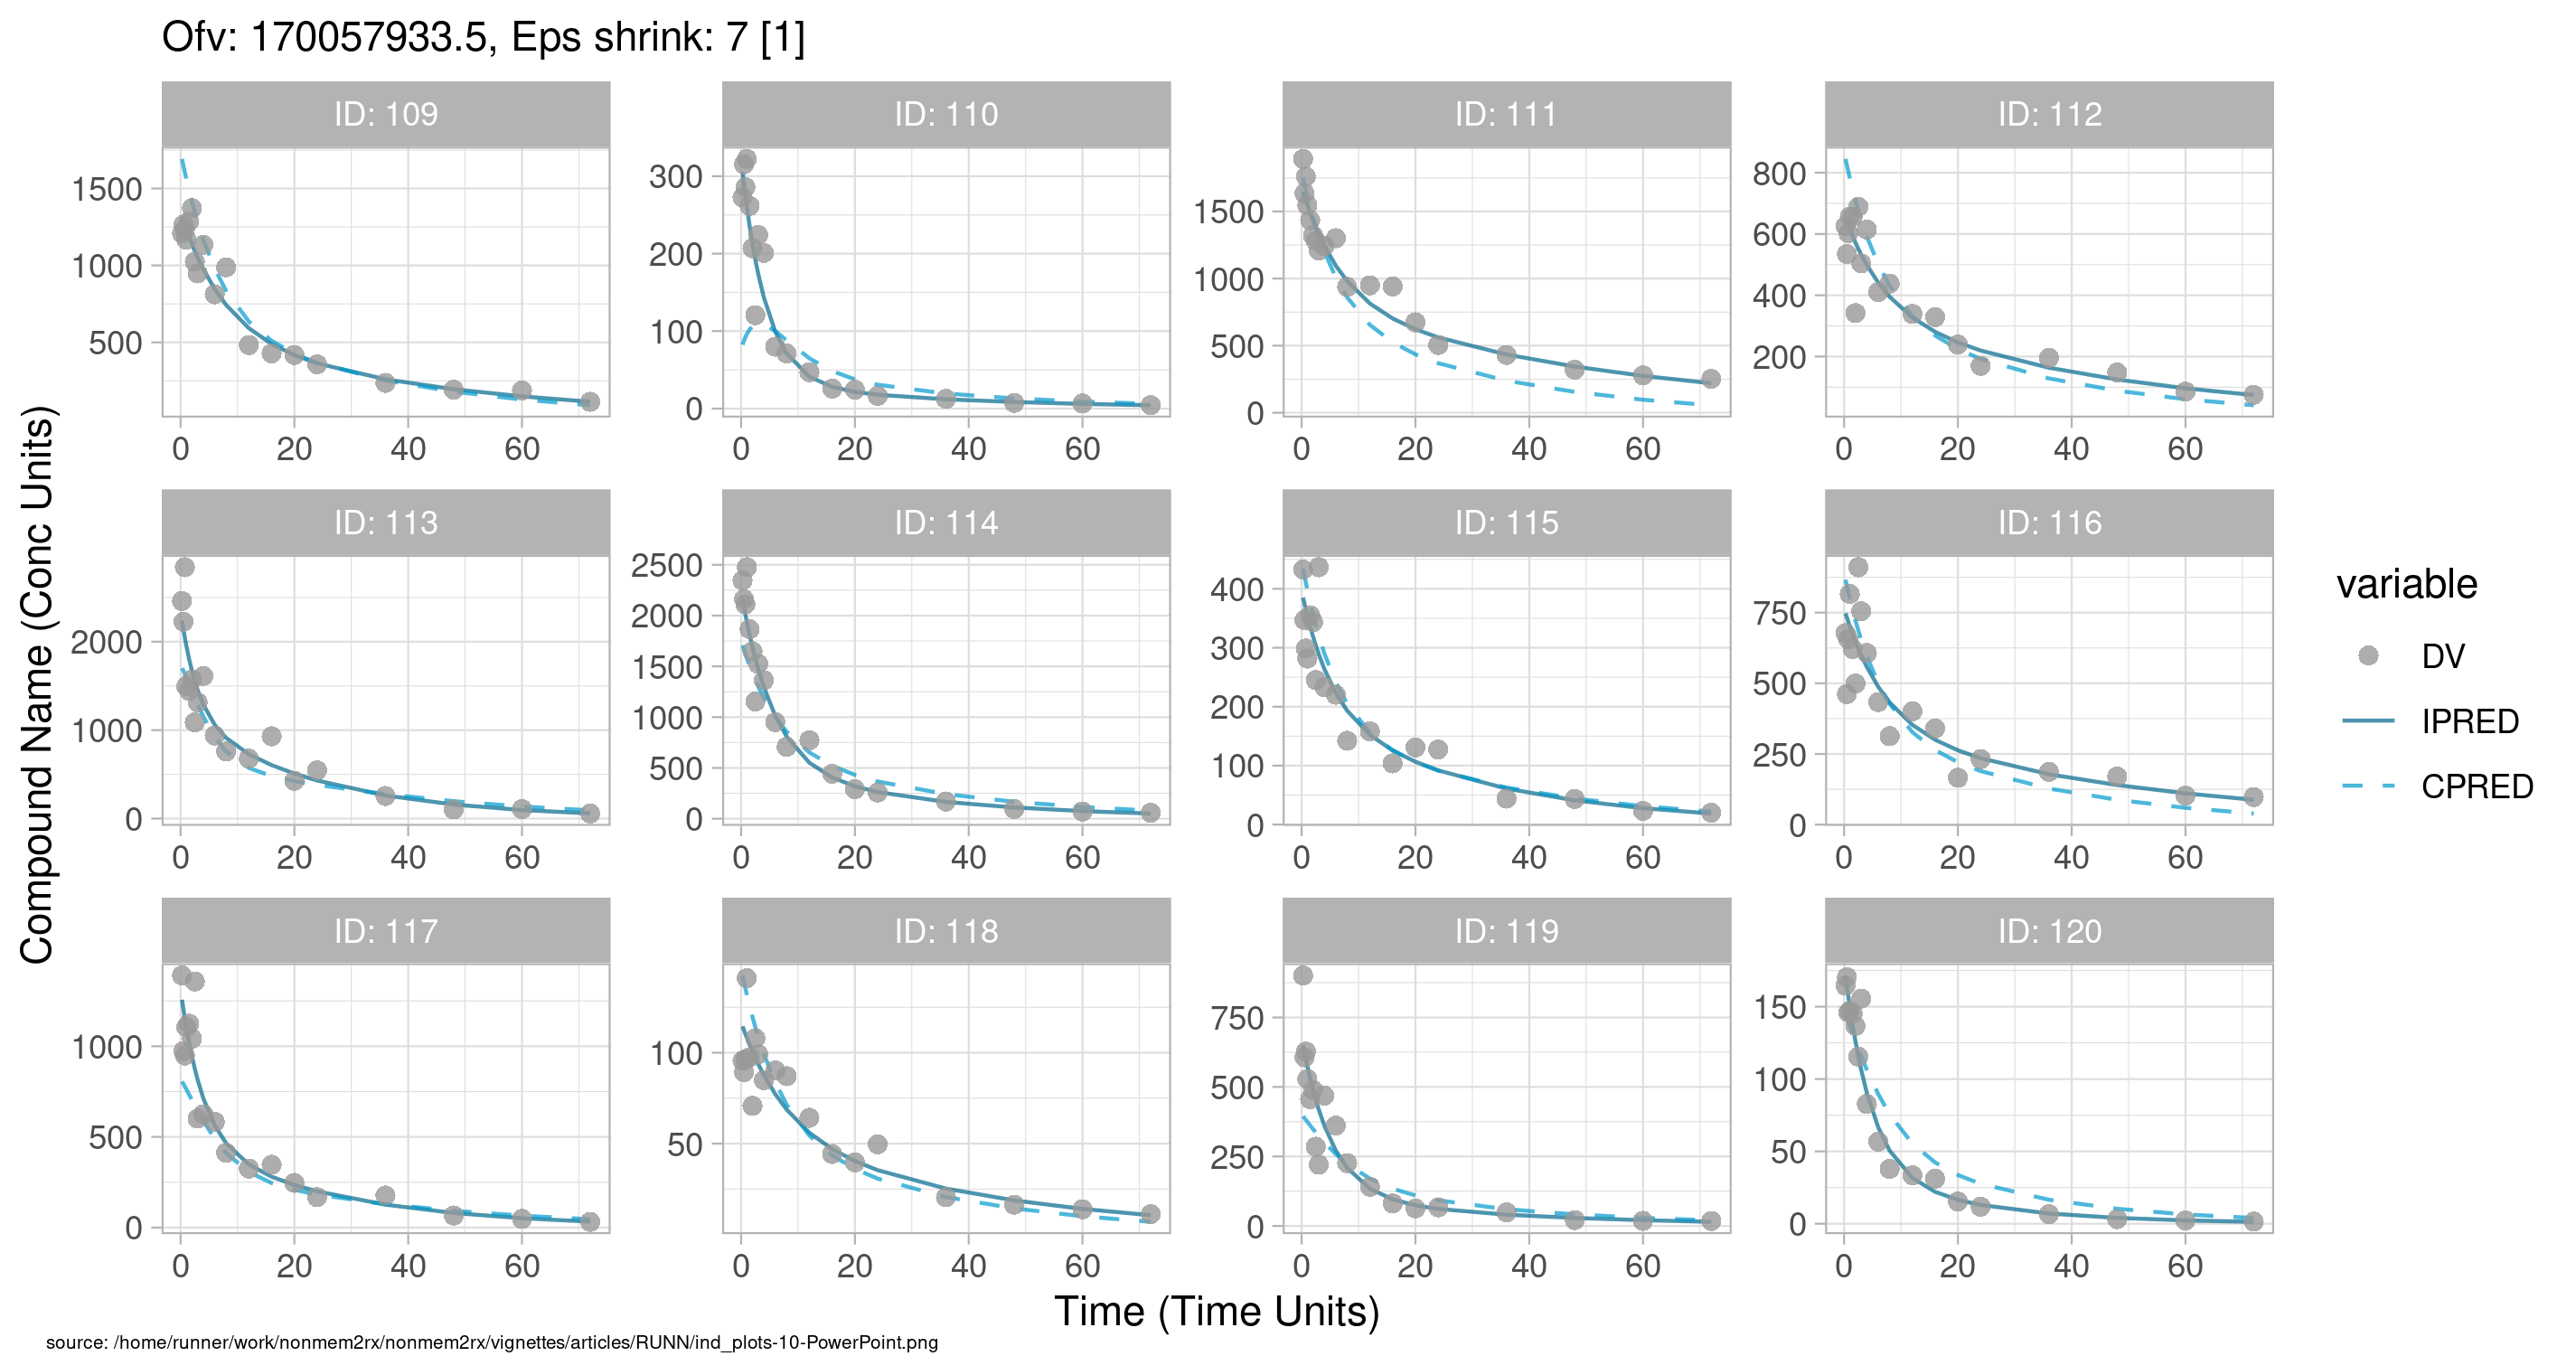 Ofv: 170057933.5, Eps shrink: 7 [1]
ID: 109 ID: 110 ID: 111 ID: 112
1500
1000
500
0 20 40 60
300
200
100
0
0 20 40 60
1500
1000
500
0
0 20 40 60
800
600
400
200
0 20 40 60
Compound Name (Conc Units)
ID: 113 ID: 114 ID: 115 ID: 116
2000
1000
0
0 20 40 60
2500
2000
1500
1000
500
0
0 20 40 60
400
300
200
100
0
0 20 40 60
750
500
250
0
0 20 40 60
variable
DV
IPRED
CPRED
ID: 117 ID: 118 ID: 119 ID: 120
1000
500
0
0 20 40 60
100
50
0 20 40 60
750
500
250
0
0 20 40 60
150
100
50
0
0 20 40 60
Time (Time Units)
source: /home/runner/work/nonmem2rx/nonmem2rx/vignettes/articles/RUNN/ind_plots-10-PowerPoint.png